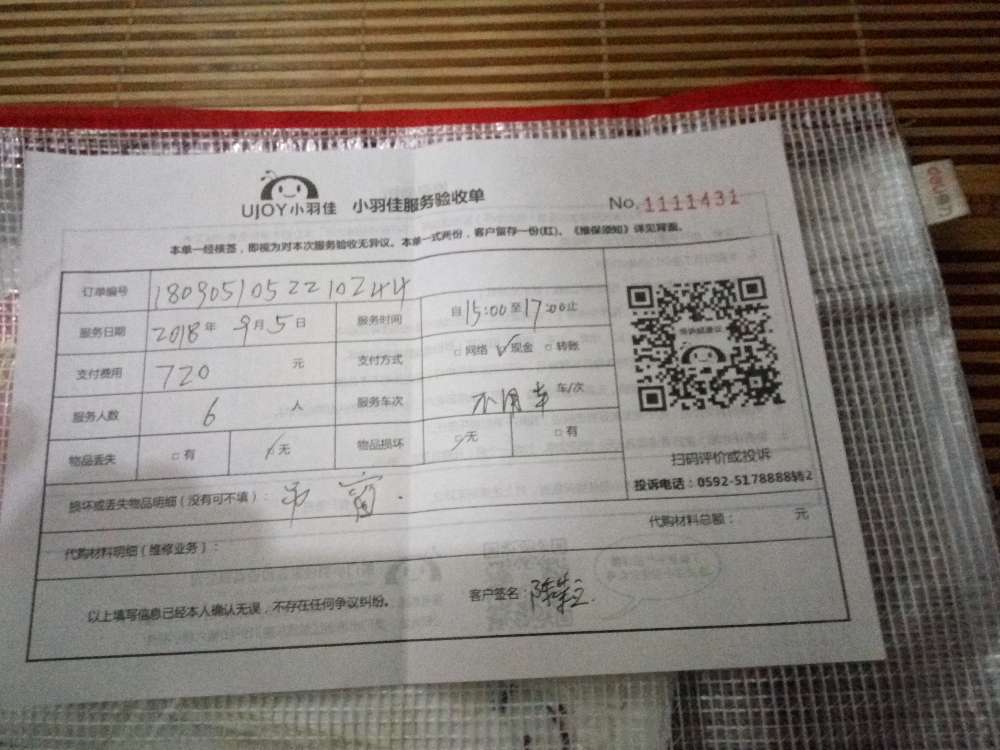 UJOY小羽佳 小羽佳服务验收单 No.1111431
本单一经核签，即视为对本次服务验收无异议。本单一式两份，客户留存一份(红)。《维保须知》详见背面。
订单编号 1809051052210244
服务日期 2018年 9月5日 服务时间 自15:00至17:00止
支付费用 720 元 支付方式 □网络 ✓现金 □转账
服务人数 6 人 服务车次 不用车 车/次
物品丢失 □有 ✓无 物品损坏 ✓无 □有
损坏或丢失物品明细（没有可不填）：
代购材料明细（维修业务）： 代购材料总额： 元
以上填写信息已经本人确认无误，不存在任何争议纠纷。 客户签名：
扫码评价或投诉
投诉电话：0592-5178888转2